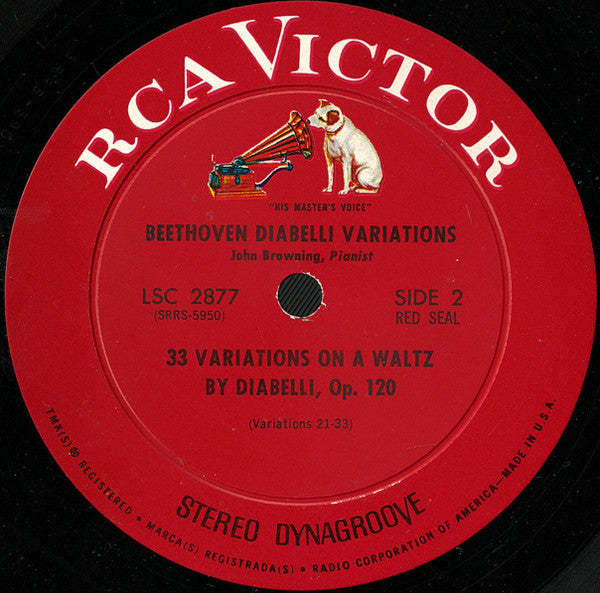 RCA VICTOR
"HIS MASTER'S VOICE"
BEETHOVEN DIABELLI VARIATIONS
John Browning, Pianist
LSC 2877
(SRRS-5950)
SIDE 2
RED SEAL
33 VARIATIONS ON A WALTZ
BY DIABELLI, Op. 120
(Variations 21-33)
STEREO DYNAGROOVE
TMK(S)® REGISTERED • MARCA(S) REGISTRADA(S) • RADIO CORPORATION OF AMERICA—MADE IN U.S.A.